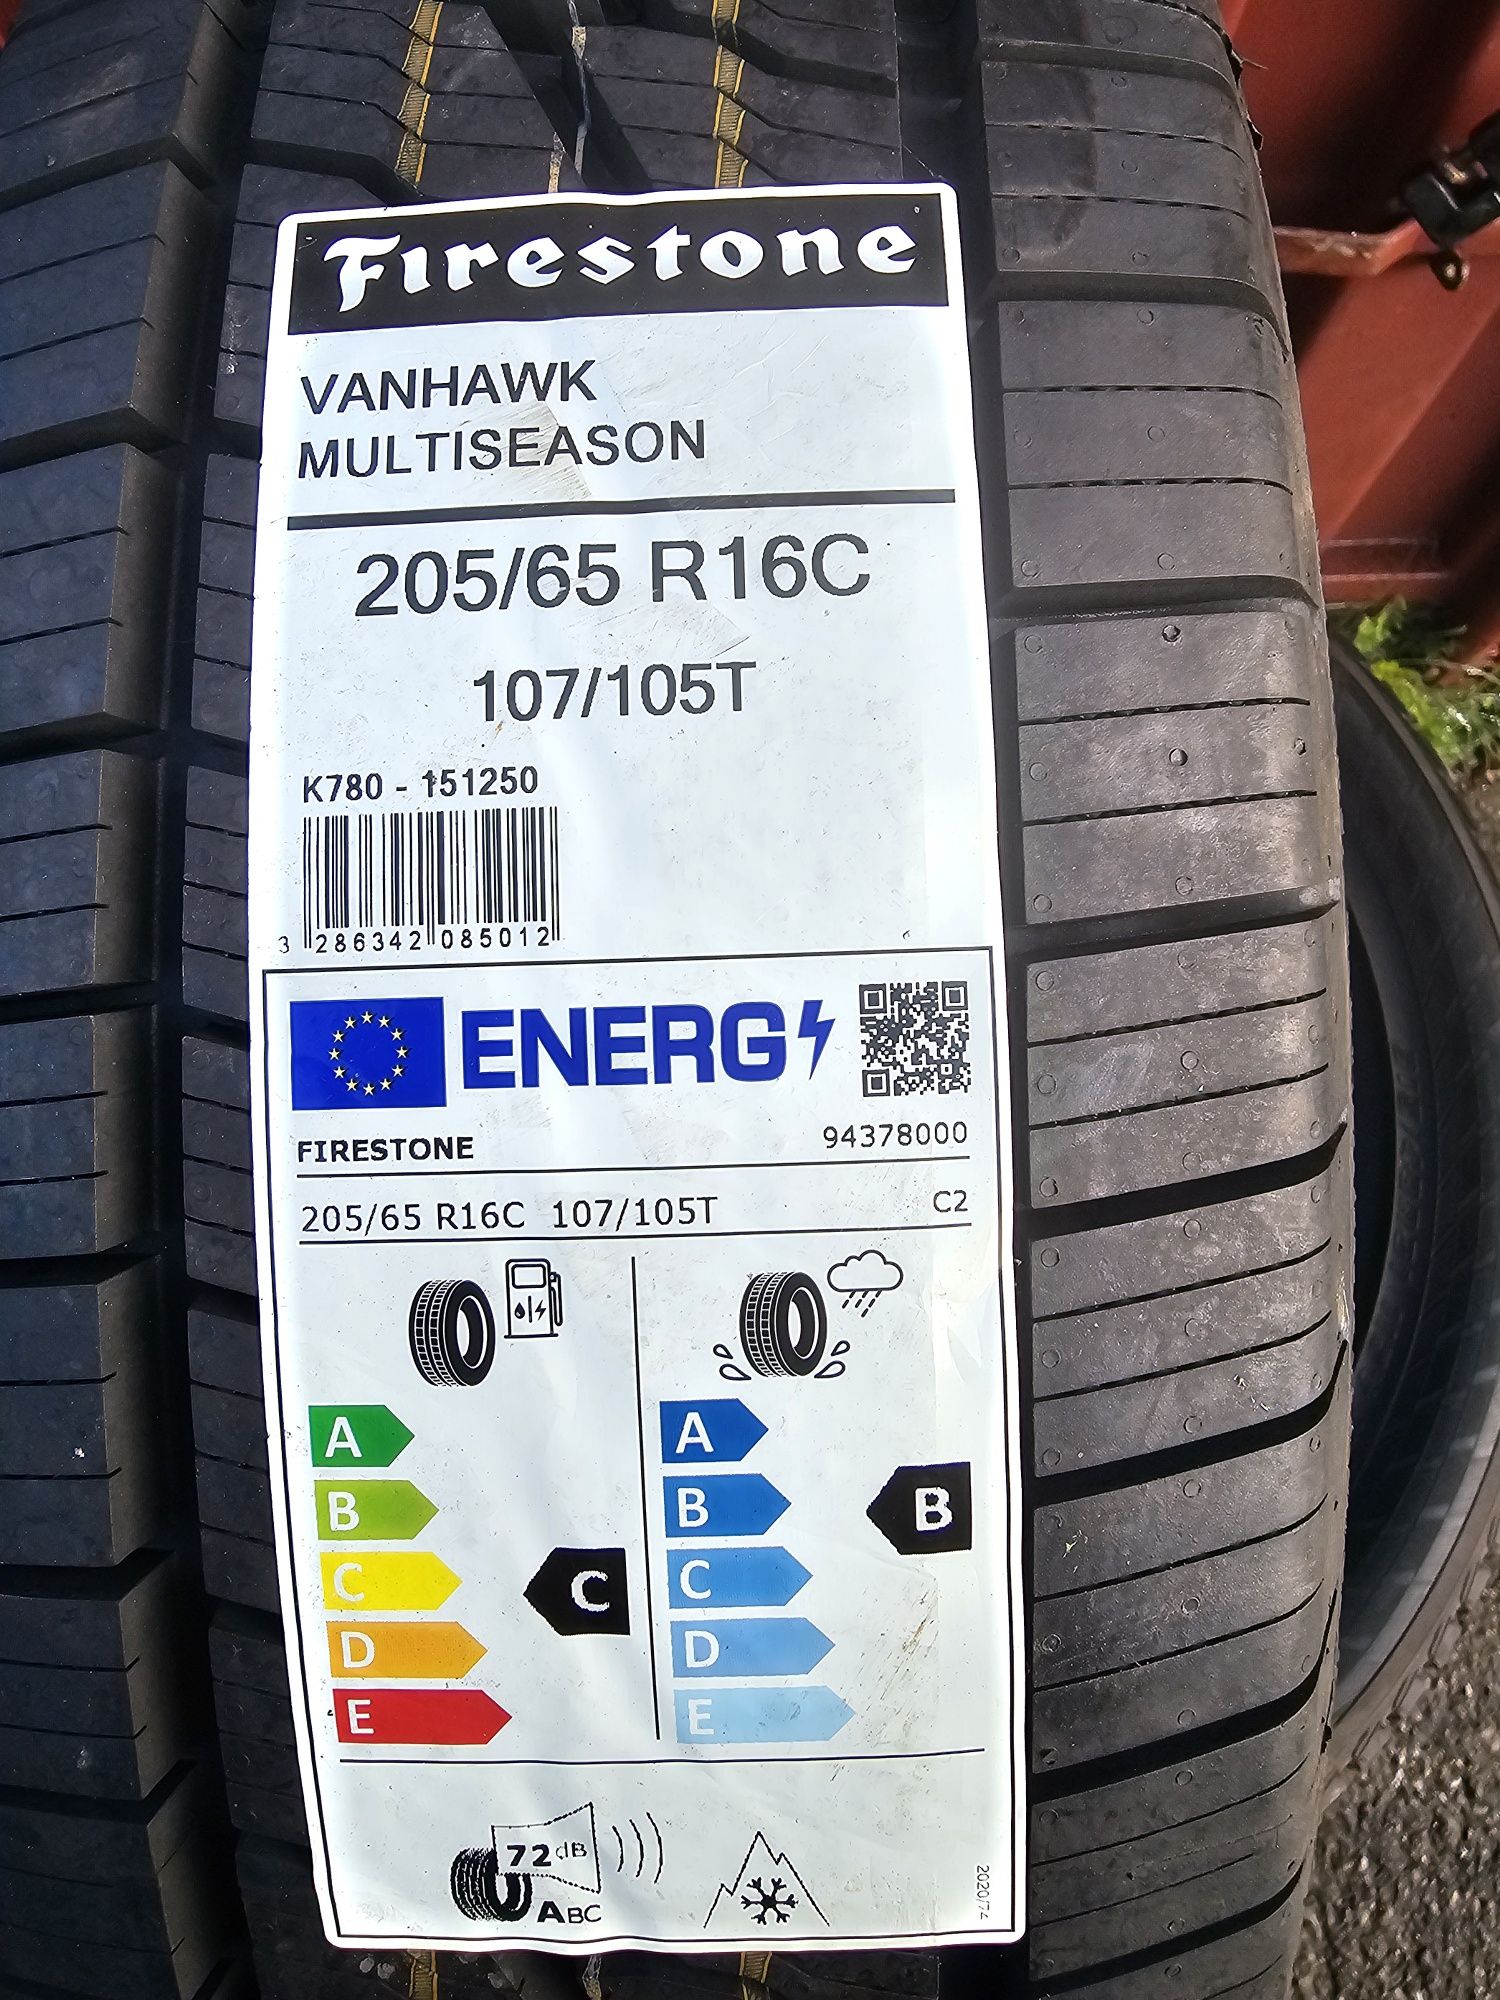 Firestone
VANHAWK
MULTISEASON
205/65 R16C
107/105T
K780 - 151250
3 286342 085012
ENERG
FIRESTONE 94378000
205/65 R16C 107/105T C2
A A
B B B
C C C
D D
E E
72 dB
ABC
2020/74